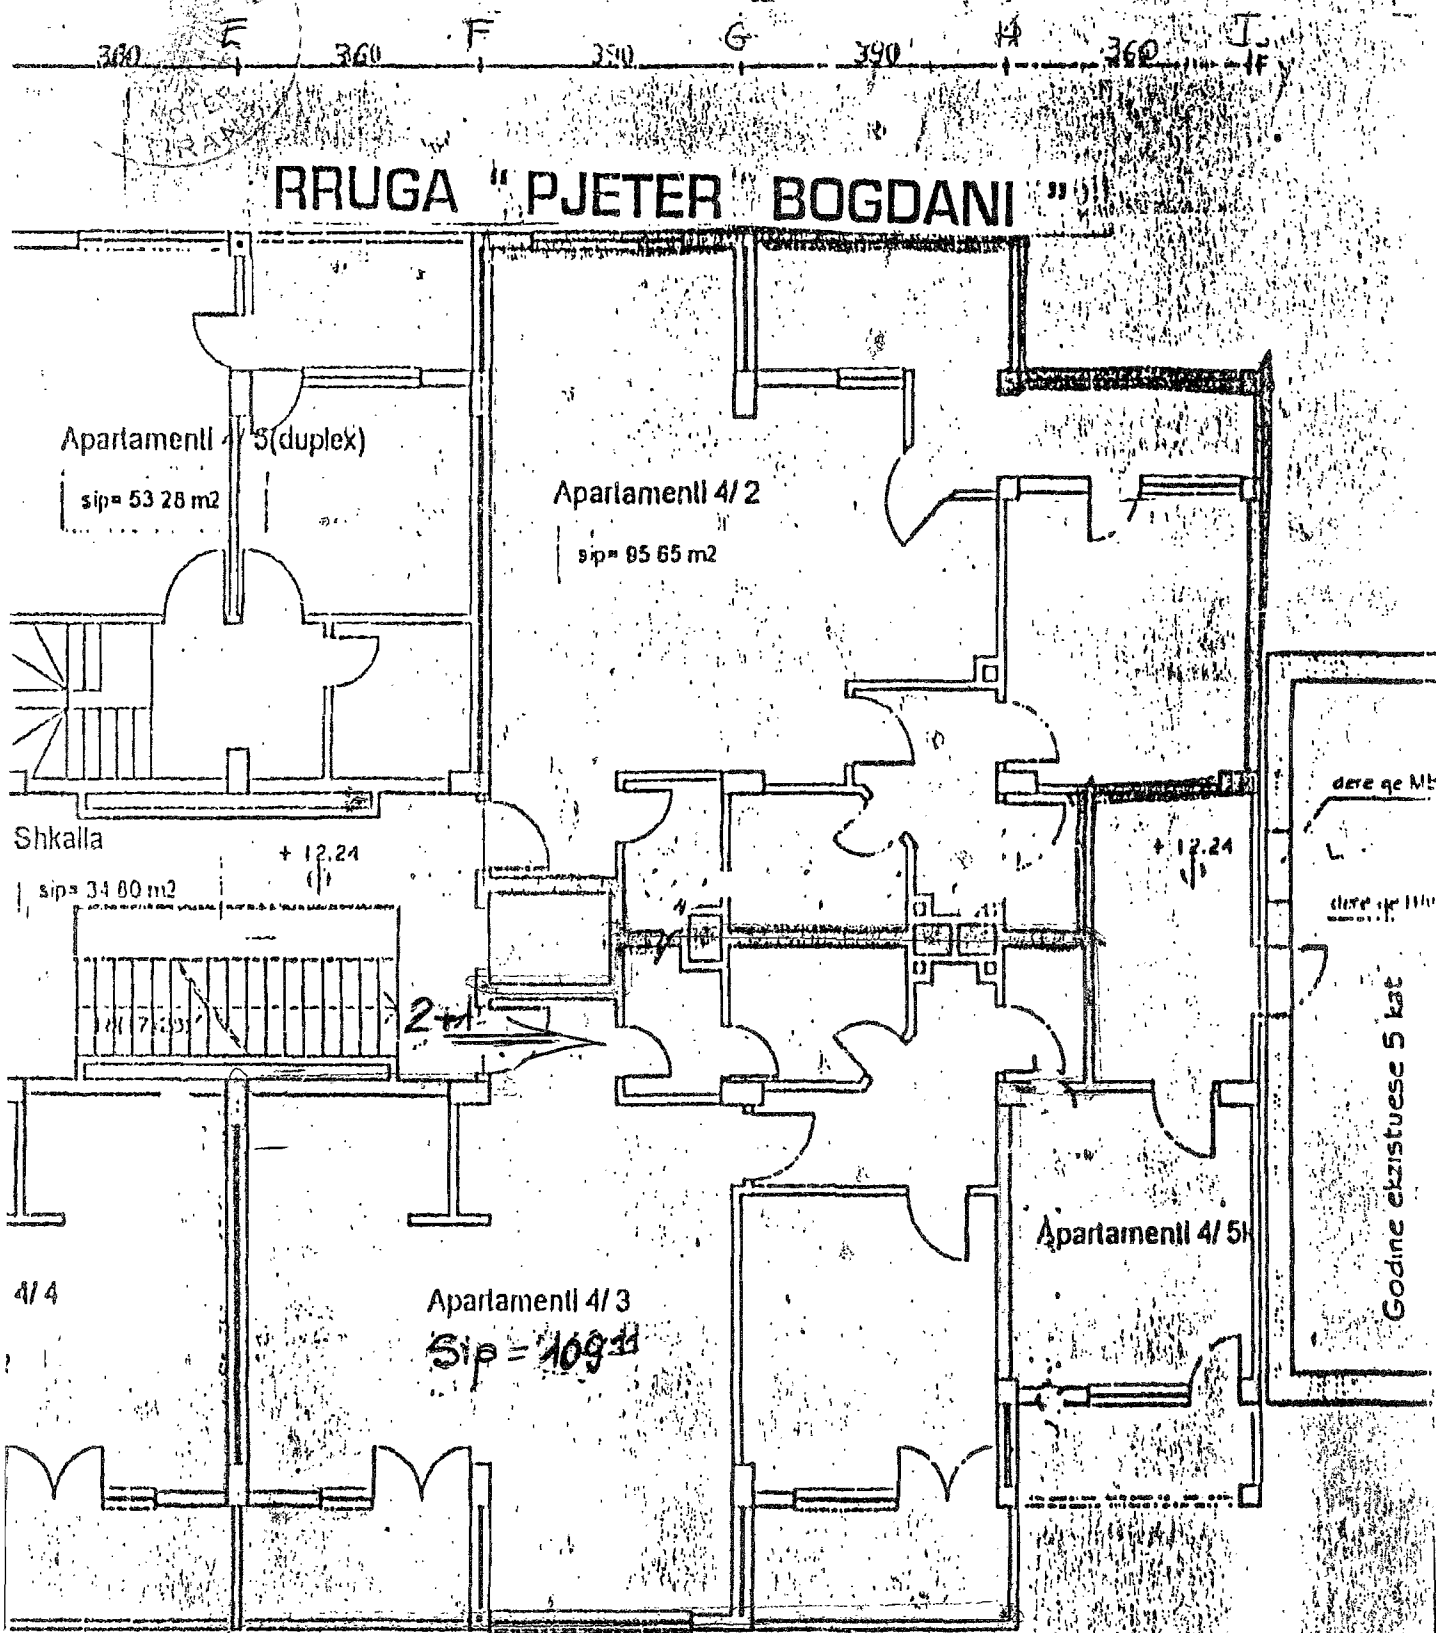 E F G H I
380 360 390 390 360
RRUGA " PJETER BOGDANI "
Apartamenti 4/ 5(duplex)
sip= 53 28 m2
Apartamenti 4/ 2
sip= 95 65 m2
dere qe
Shkalla
+ 12.24
+ 12.24
sip= 34 80 m2
dere qe
2+1
Godine ekzistuese 5 kat
Apartamenti 4/ 5
4/ 4
Apartamenti 4/ 3
Sip = 109